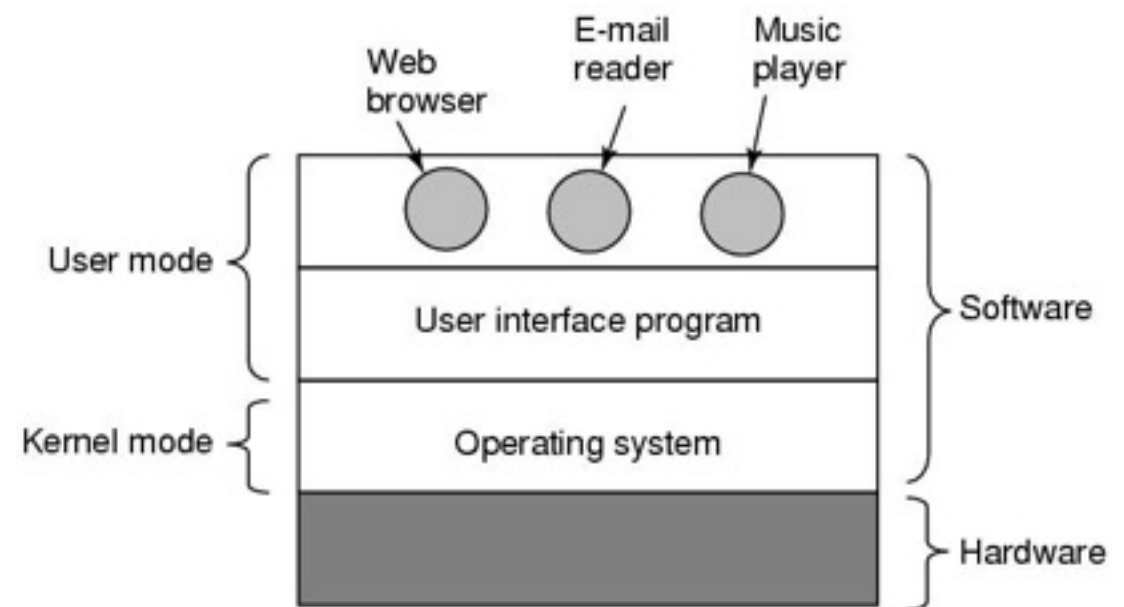 E-mail
reader
Music
player
Web
browser
User mode
User interface program
Software
Kernel mode
Operating system
Hardware